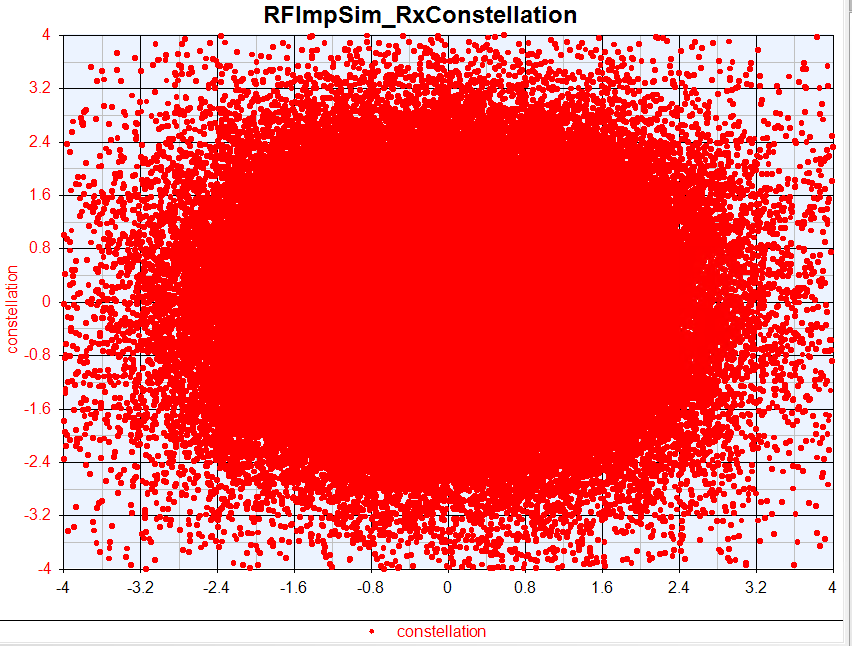 RFImpSim_RxConstellation
4
3.2
2.4
1.6
0.8
0
-0.8
-1.6
-2.4
-3.2
-4
constellation
-4 -3.2 -2.4 -1.6 -0.8 0 0.8 1.6 2.4 3.2 4
constellation